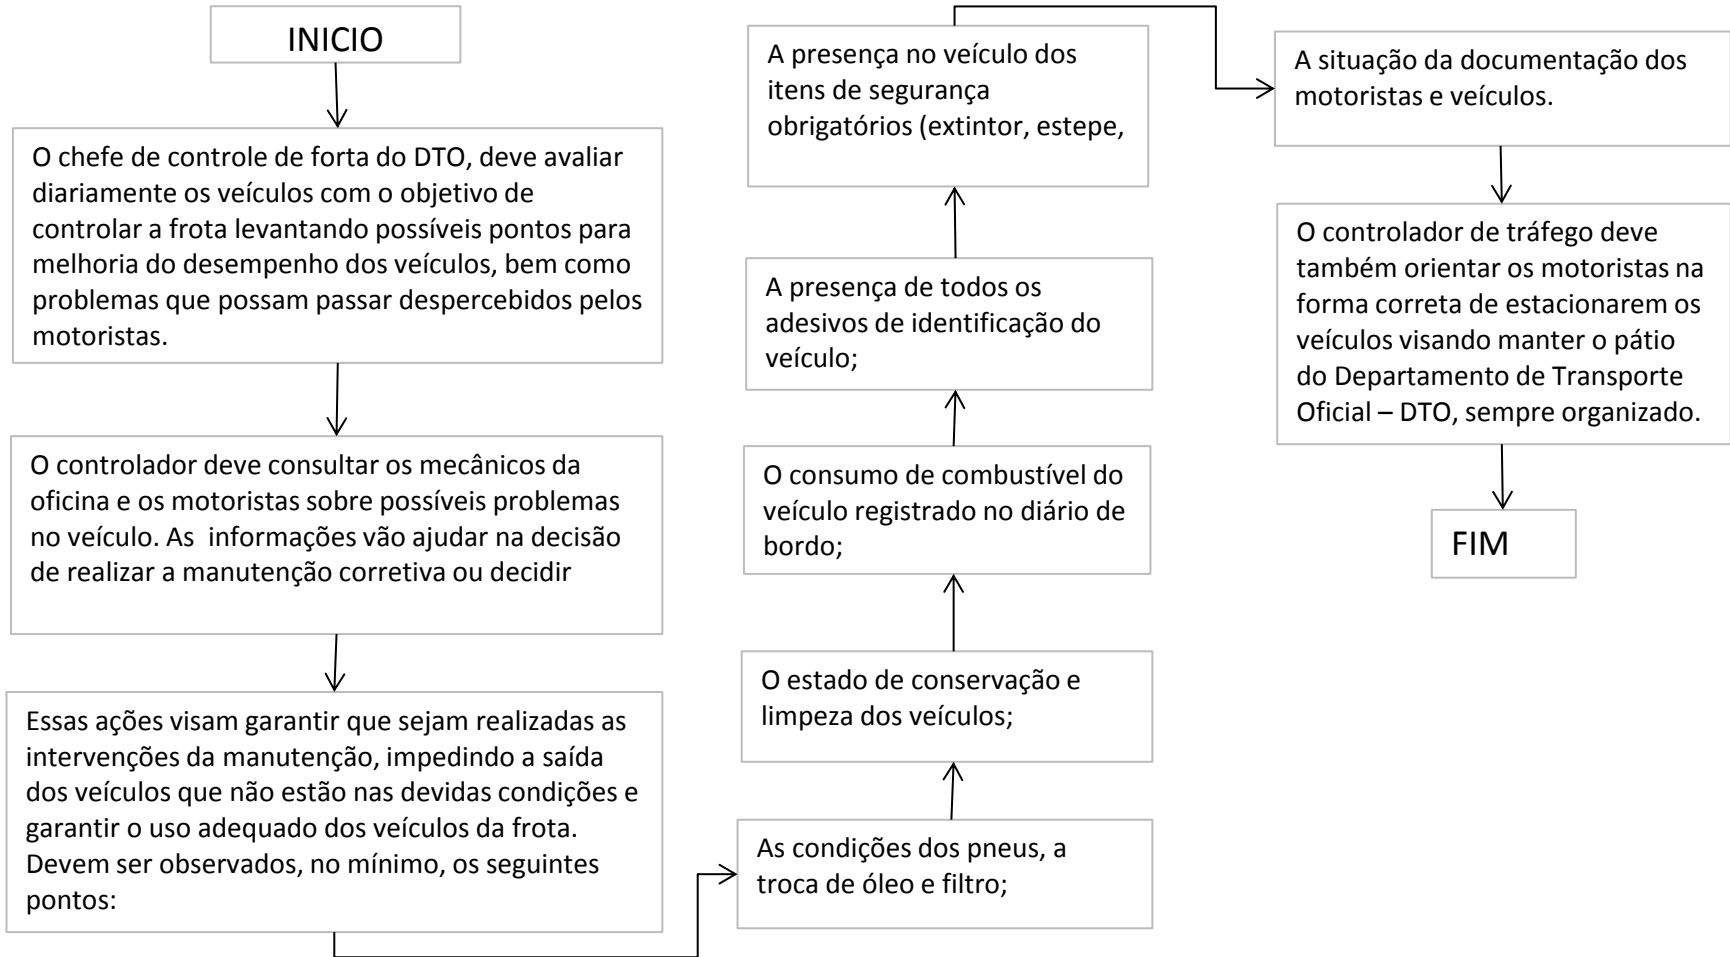 INICIO
O chefe de controle de forta do DTO, deve avaliar
diariamente os veículos com o objetivo de
controlar a frota levantando possíveis pontos para
melhoria do desempenho dos veículos, bem como
problemas que possam passar despercebidos pelos
motoristas.
O controlador deve consultar os mecânicos da
oficina e os motoristas sobre possíveis problemas
no veículo. As  informações vão ajudar na decisão
de realizar a manutenção corretiva ou decidir
Essas ações visam garantir que sejam realizadas as
intervenções da manutenção, impedindo a saída
dos veículos que não estão nas devidas condições e
garantir o uso adequado dos veículos da frota.
Devem ser observados, no mínimo, os seguintes
pontos:
As condições dos pneus, a
troca de óleo e filtro;
O estado de conservação e
limpeza dos veículos;
O consumo de combustível do
veículo registrado no diário de
bordo;
A presença de todos os
adesivos de identificação do
veículo;
A presença no veículo dos
itens de segurança
obrigatórios (extintor, estepe,
A situação da documentação dos
motoristas e veículos.
O controlador de tráfego deve
também orientar os motoristas na
forma correta de estacionarem os
veículos visando manter o pátio
do Departamento de Transporte
Oficial – DTO, sempre organizado.
FIM